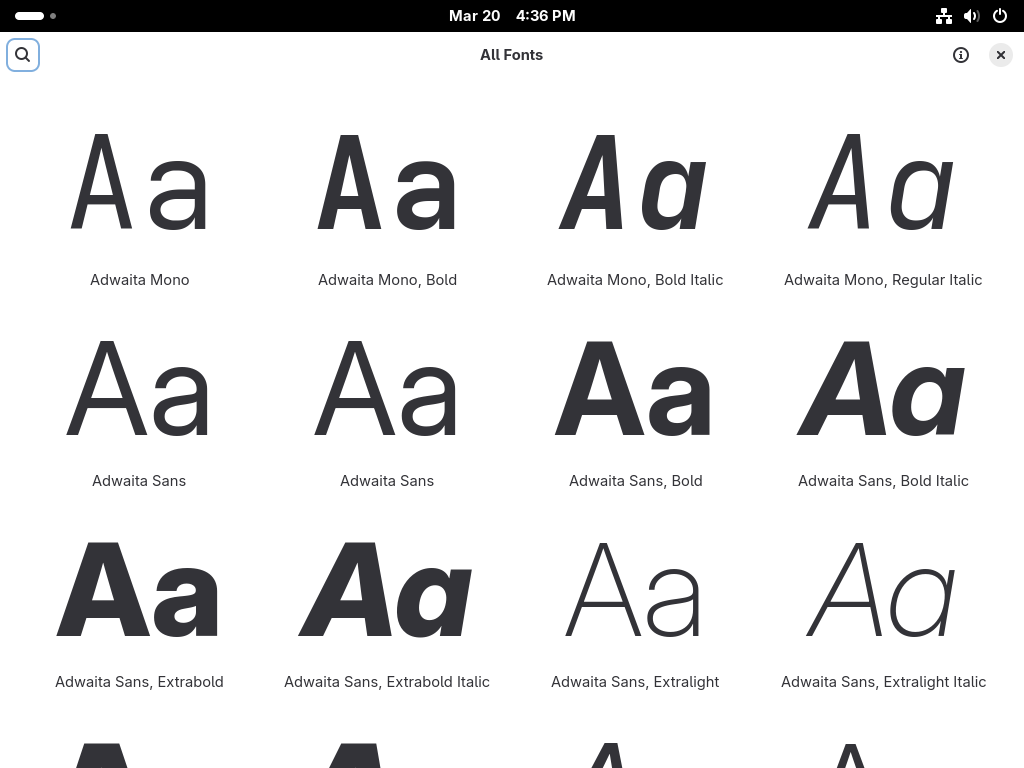 Mar 20 4:36 PM
All Fonts
Aa Aa Aa Aa
Adwaita Mono Adwaita Mono, Bold Adwaita Mono, Bold Italic Adwaita Mono, Regular Italic
Aa Aa Aa Aa
Adwaita Sans Adwaita Sans Adwaita Sans, Bold Adwaita Sans, Bold Italic
Aa Aa Aa Aa
Adwaita Sans, Extrabold Adwaita Sans, Extrabold Italic Adwaita Sans, Extralight Adwaita Sans, Extralight Italic